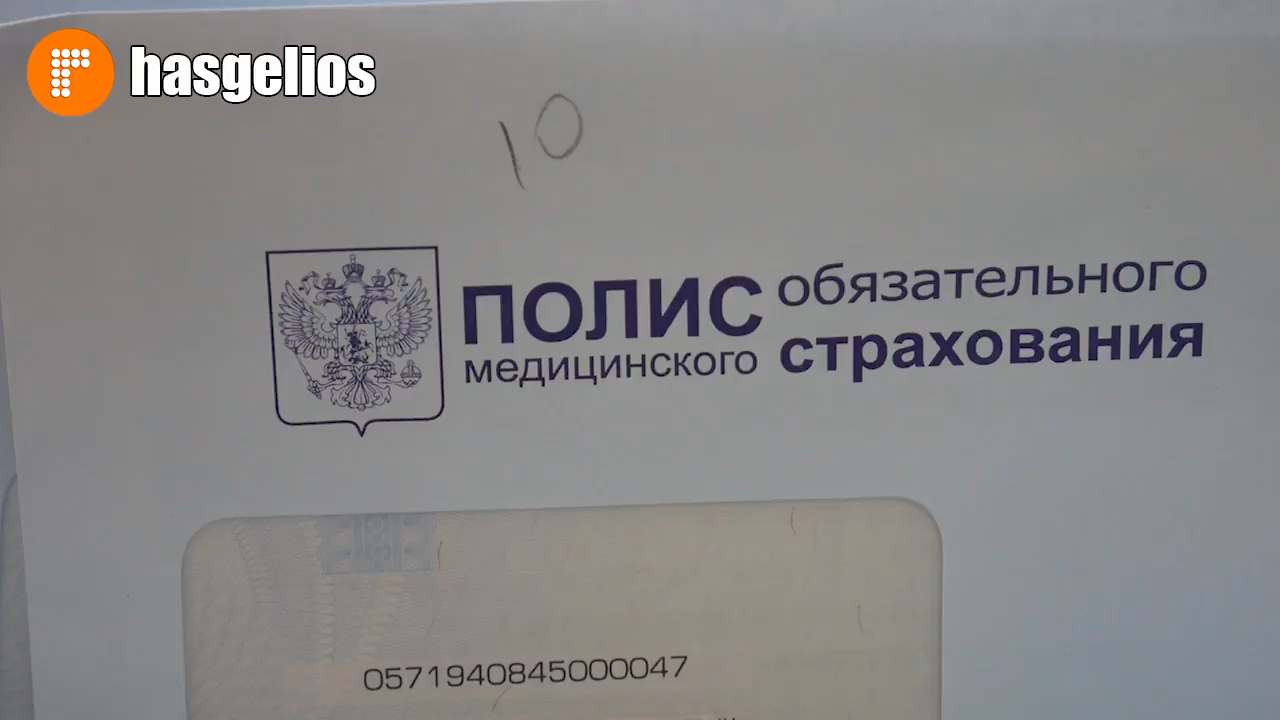 hasgelios
10
ПОЛИС обязательного
медицинского страхования
0571940845000047